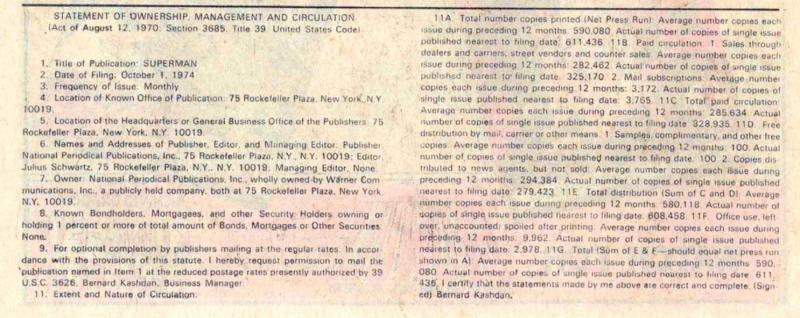 STATEMENT OF OWNERSHIP, MANAGEMENT AND CIRCULATION
(Act of August 12, 1970: Section 3685, Title 39, United States Code)
1. Title of Publication: SUPERMAN
2. Date of Filing: October 1, 1974
3. Frequency of Issue: Monthly
4. Location of Known Office of Publication: 75 Rockefeller Plaza, New York, N.Y.
10019.
5. Location of the Headquarters or General Business Office of the Publishers: 75
Rockefeller Plaza, New York, N.Y. 10019.
6. Names and Addresses of Publisher, Editor, and Managing Editor: Publisher
National Periodical Publications, Inc., 75 Rockefeller Plaza, N.Y., N.Y. 10019; Editor,
Julius Schwartz, 75 Rockefeller Plaza, N.Y., N.Y. 10019; Managing Editor, None.
7. Owner: National Periodical Publications, Inc., wholly owned by Warner Com
munications, Inc., a publicly held company, both at 75 Rockefeller Plaza, New York,
N.Y. 10019.
8. Known Bondholders, Mortgagees, and other Security Holders owning or
holding 1 percent or more of total amount of Bonds, Mortgages or Other Securities:
None.
9. For optional completion by publishers mailing at the regular rates. In accor-
dance with the provisions of this statute, I hereby request permission to mail the
publication named in Item 1 at the reduced postage rates presently authorized by 39
U.S.C. 3626. Bernard Kashdan, Business Manager
11. Extent and Nature of Circulation:
11A. Total number copies printed (Net Press Run): Average number copies each
issue during preceding 12 months: 590,080. Actual number of copies of single issue
published nearest to filing date: 611,436. 11B. Paid circulation: 1. Sales through
dealers and carriers, street vendors and counter sales: Average number copies each
issue during preceding 12 months: 282,462. Actual number of copies of single issue
published nearest to filing date: 325,170. 2. Mail subscriptions: Average number
copies each issue during preceding 12 months: 3,172. Actual number of copies of
single issue published nearest to filing date: 3,765. 11C. Total paid circulation:
Average number copies each issue during preceding 12 months: 285,634. Actual
number of copies of single issue published nearest to filing date: 328,935. 11D. Free
distribution by mail, carrier or other means: 1. Samples, complimentary, and other free
copies: Average number copies each issue during preceding 12 months: 100. Actual
number of copies of single issue published nearest to filing date: 100. 2. Copies dis-
tributed to news agents, but not sold: Average number copies each issue during
preceding 12 months: 294,384. Actual number of copies of single issue published
nearest to filing date: 279,423. 11E. Total distribution (Sum of C and D): Average
number copies each issue during preceding 12 months: 580,118. Actual number of
copies of single issue published nearest to filing date: 608,458. 11F. Office use, left-
over, unaccounted, spoiled after printing: Average number copies each issue during
preceding 12 months: 9,962. Actual number of copies of single issue published
nearest to filing date: 2,978. 11G. Total (Sum of E & F—should equal net press run
shown in A): Average number copies each issue during preceding 12 months: 590,
080. Actual number of copies of single issue published nearest to filing date: 611,
436. I certify that the statements made by me above are correct and complete. (Sign-
ed) Bernard Kashdan.